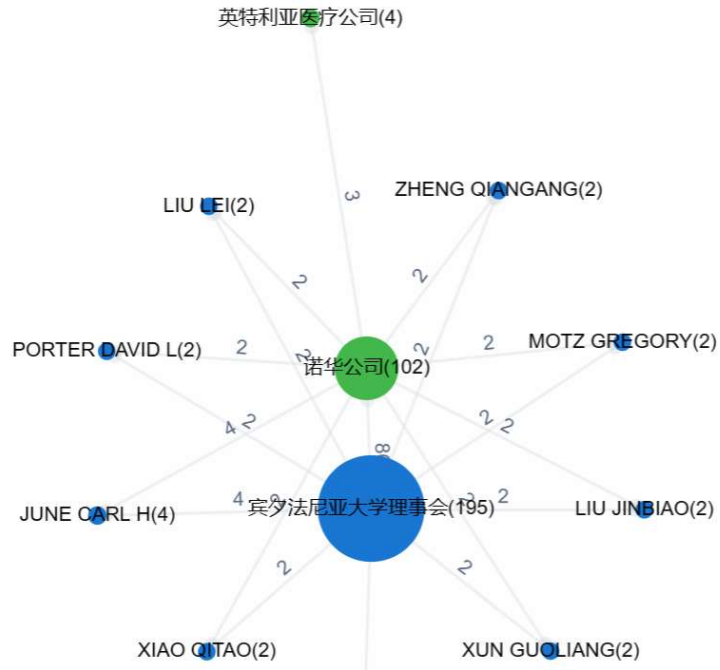 英特利亚医疗公司(4)
3
ZHENG QIANGANG(2)
LIU LEI(2)
2
2
2
2
2
2
PORTER DAVID L(2)
MOTZ GREGORY(2)
诺华公司(102)
4
2
2
2
4
2
宾夕法尼亚大学理事会(195)
JUNE CARL H(4)
LIU JINBIAO(2)
2
2
XIAO QITAO(2)
XUN GUOLIANG(2)